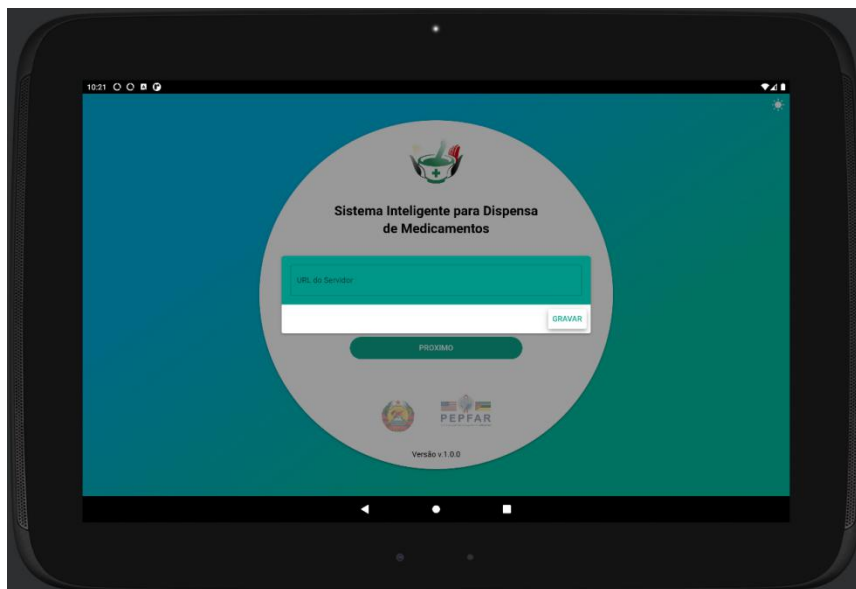 10:21
Sistema Inteligente para Dispensa
de Medicamentos
URL do Servidor
GRAVAR
PROXIMO
PEPFAR
Versão v.1.0.0